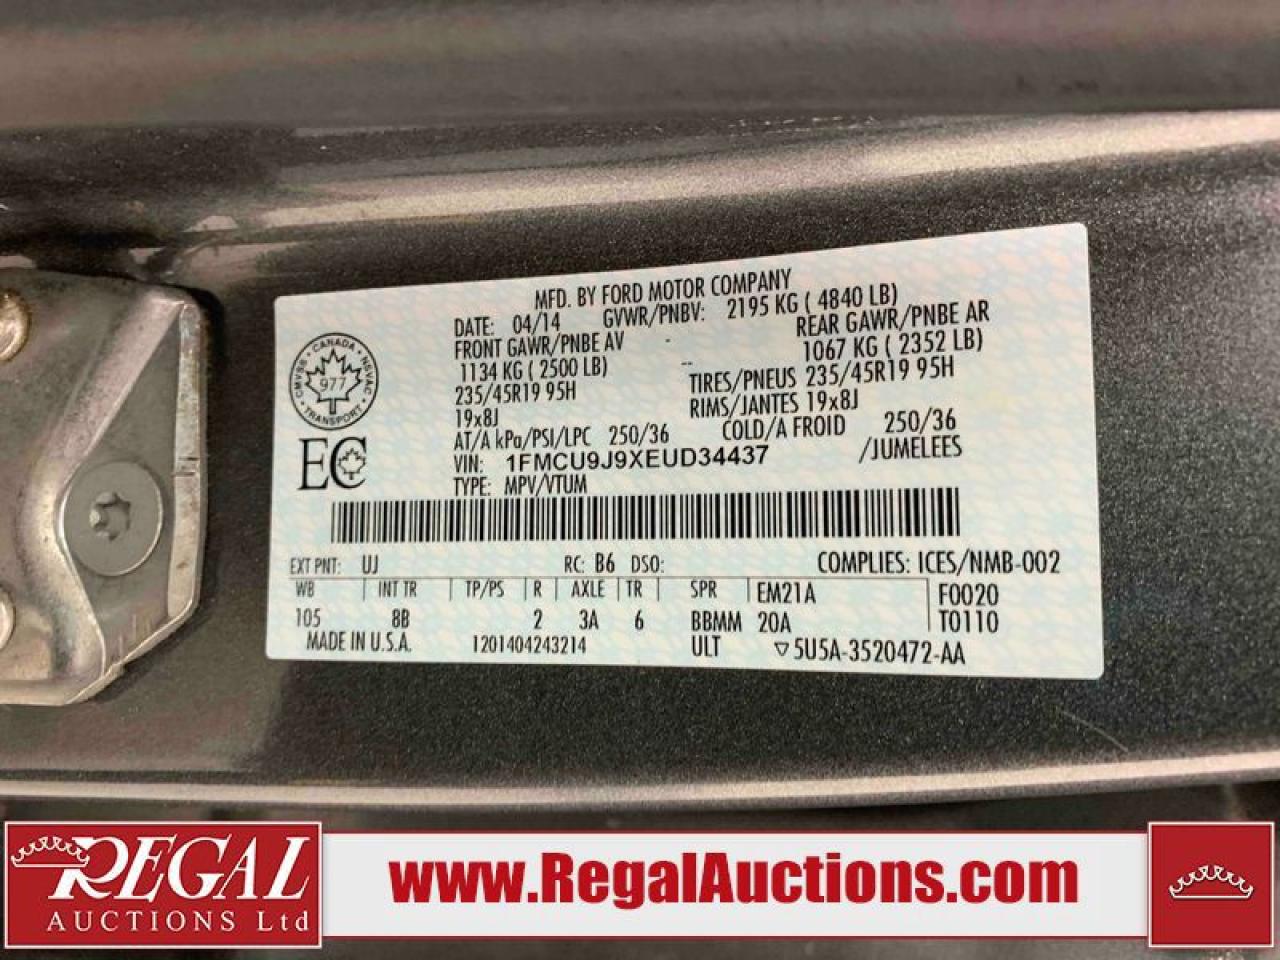 MFD. BY FORD MOTOR COMPANY
DATE: 04/14 GVWR/PNBV: 2195 KG ( 4840 LB)
FRONT GAWR/PNBE AV - REAR GAWR/PNBE AR
1134 KG ( 2500 LB) -- 1067 KG ( 2352 LB)
235/45R19 95H TIRES/PNEUS 235/45R19 95H
19x8J RIMS/JANTES 19x8J
AT/A kPa/PSI/LPC 250/36 COLD/A FROID 250/36
VIN: 1FMCU9J9XEUD34437 /JUMELEES
TYPE: MPV/VTUM
CANADA
CMVSS NSVAC
977
TRANSPORT
EC
EXT PNT: UJ RC: B6 DSO: COMPLIES: ICES/NMB-002
WB INT TR TP/PS R AXLE TR SPR EM21A F0020
105 8B 2 3A 6 BBMM 20A T0110
MADE IN U.S.A. 1201404243214 ULT ▽5U5A-3520472-AA
REGAL
AUCTIONS Ltd
www.RegalAuctions.com